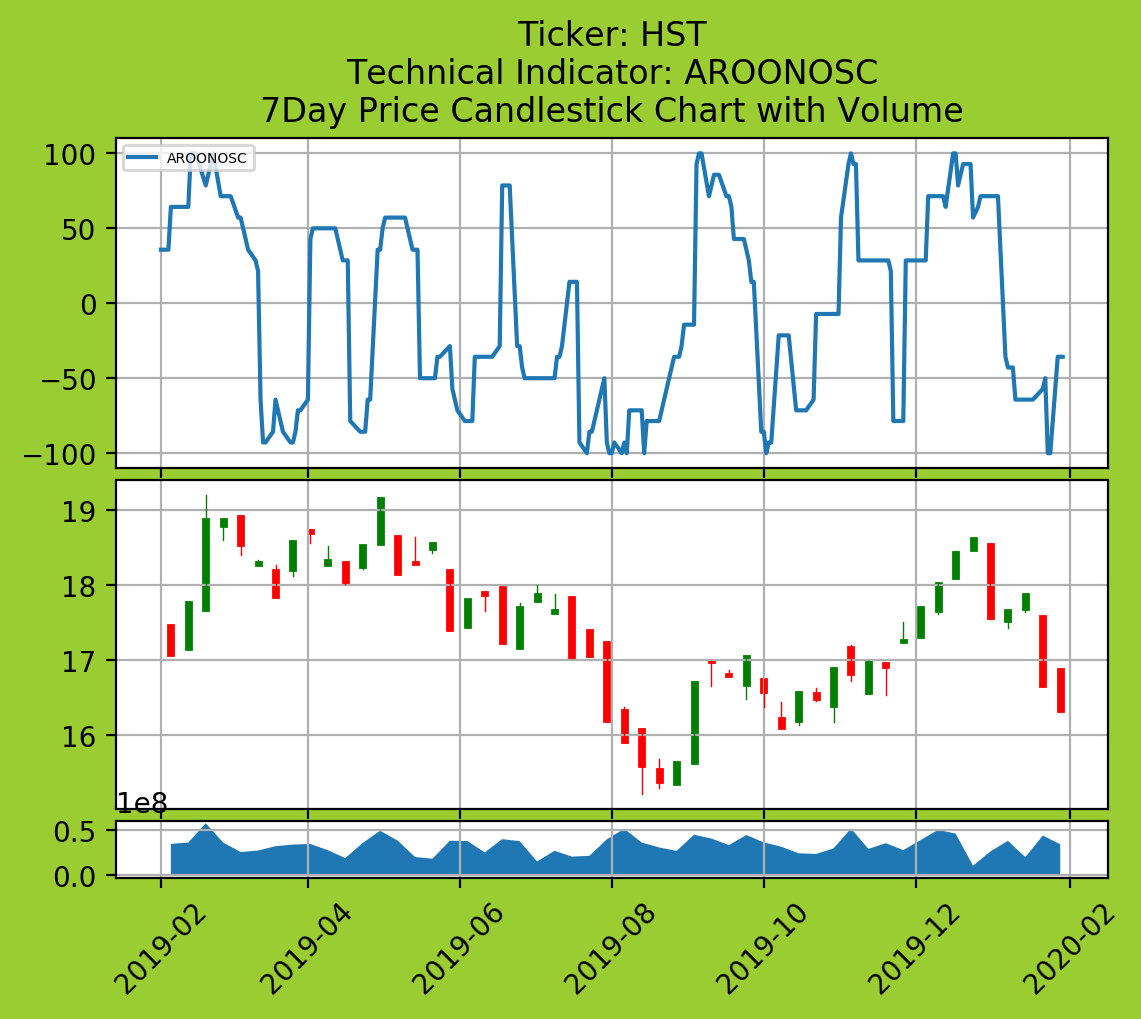 Ticker: HST
Technical Indicator: AROONOSC
7Day Price Candlestick Chart with Volume
100
AROONOSC
50
0
−50
−100
19
18
17
16
1e8
0.5
0.0
2019-02 2019-04 2019-06 2019-08 2019-10 2019-12 2020-02